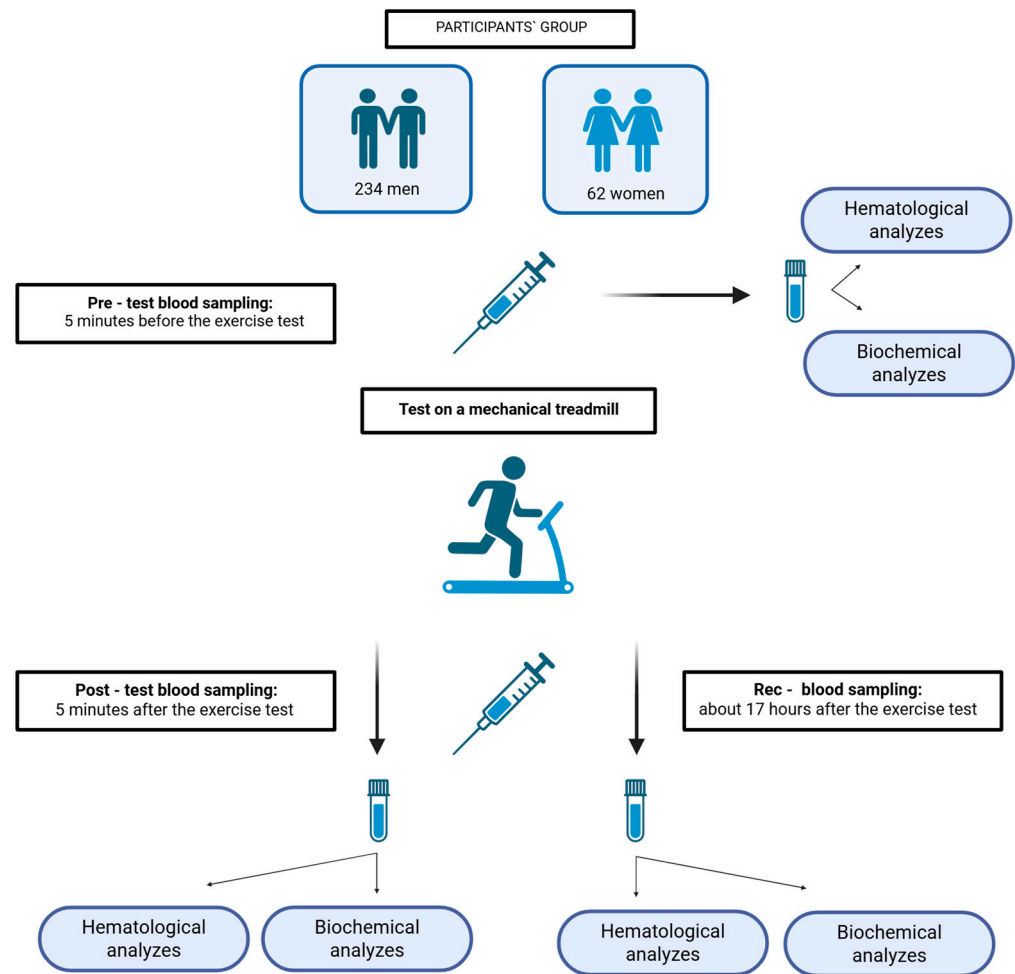 PARTICIPANTS` GROUP
234 men
62 women
Hematological
analyzes
Pre - test blood sampling:
5 minutes before the exercise test
Biochemical
analyzes
Test on a mechanical treadmill
Post - test blood sampling:
5 minutes after the exercise test
Rec - blood sampling:
about 17 hours after the exercise test
Hematological
analyzes
Biochemical
analyzes
Hematological
analyzes
Biochemical
analyzes